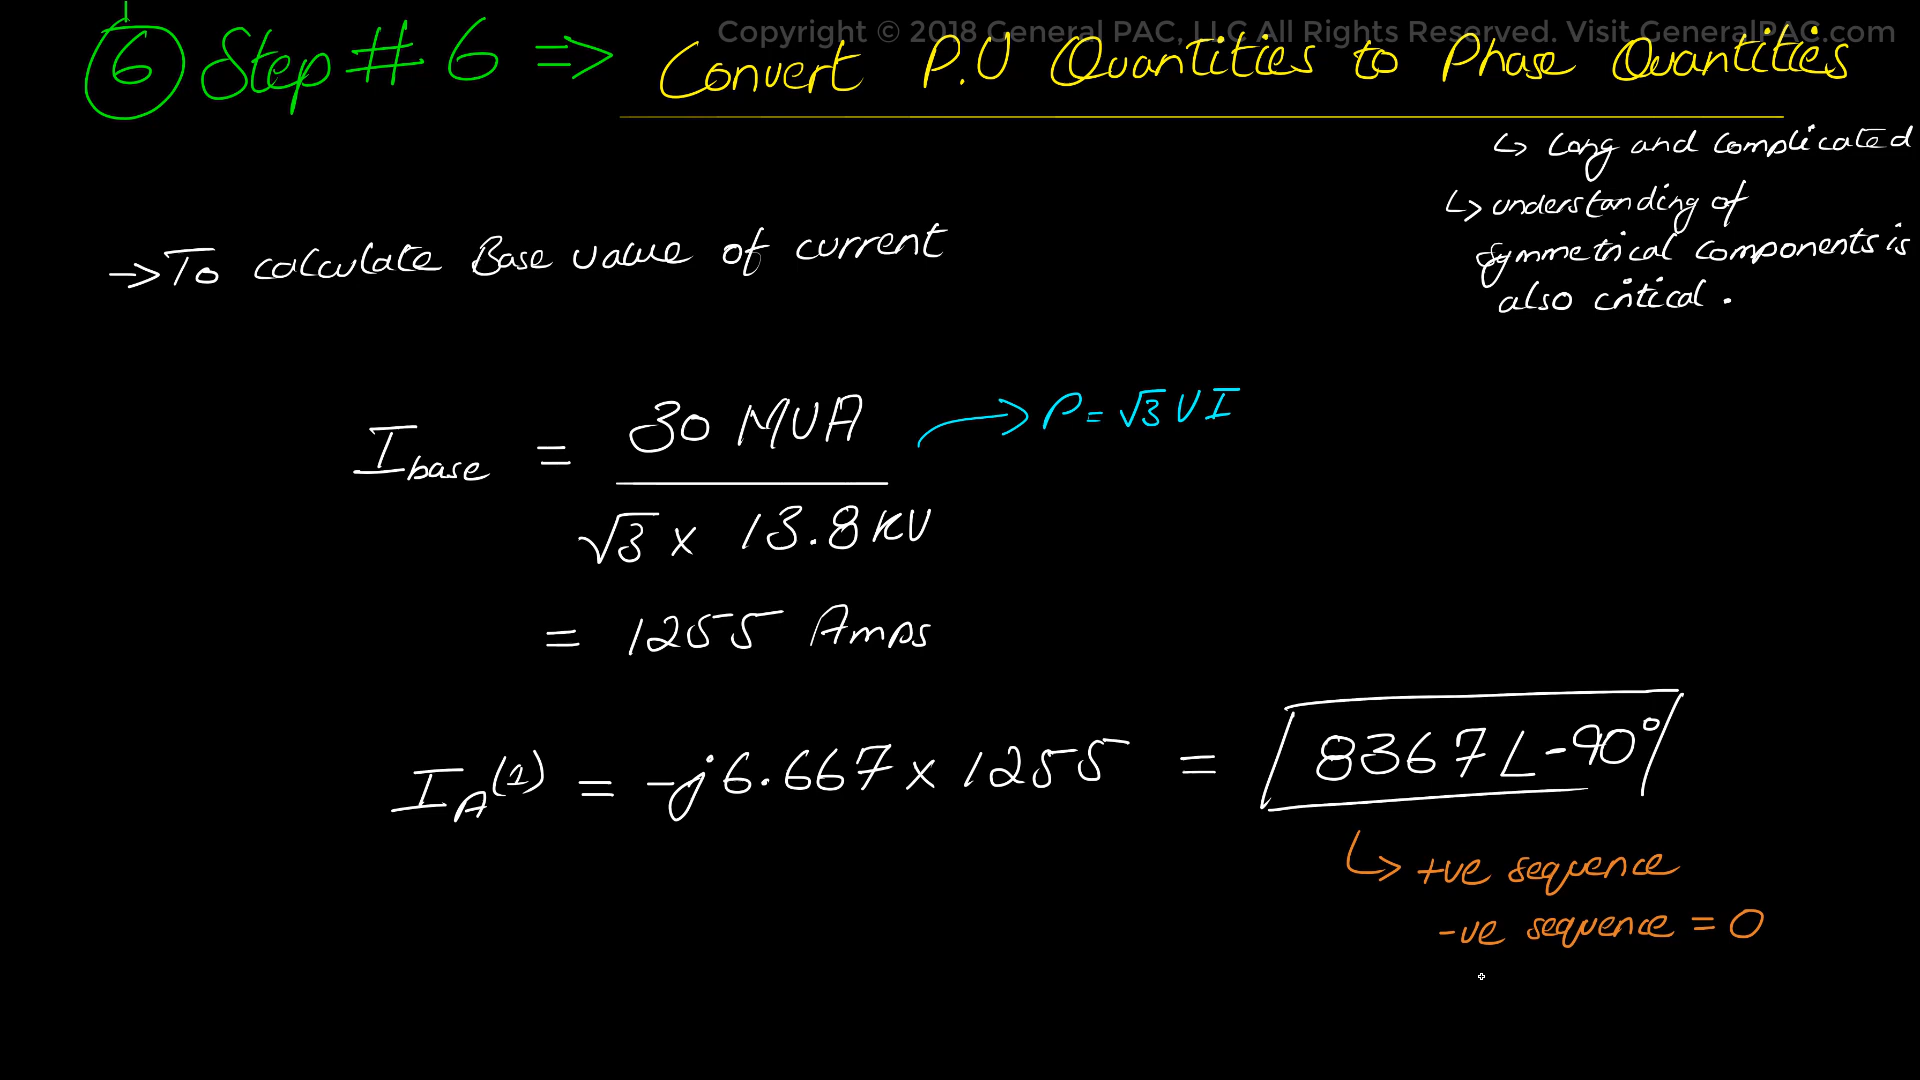 Copyright © 2018 General PAC, LLC All Rights Reserved. Visit GeneralPAC.com
6 Step # 6 => Convert P.U Quantities to Phase Quantities
↳ Long and complicated
↳ understanding of
symmetrical components is
also critical.
→ To calculate Base value of current
I base = 30 MVA / √3 x 13.8 kV → P = √3 V I
= 1255 Amps
I_A^(1) = -j6.667 x 1255 = 8367 ∠-90°
↳ +ve sequence
-ve sequence = 0